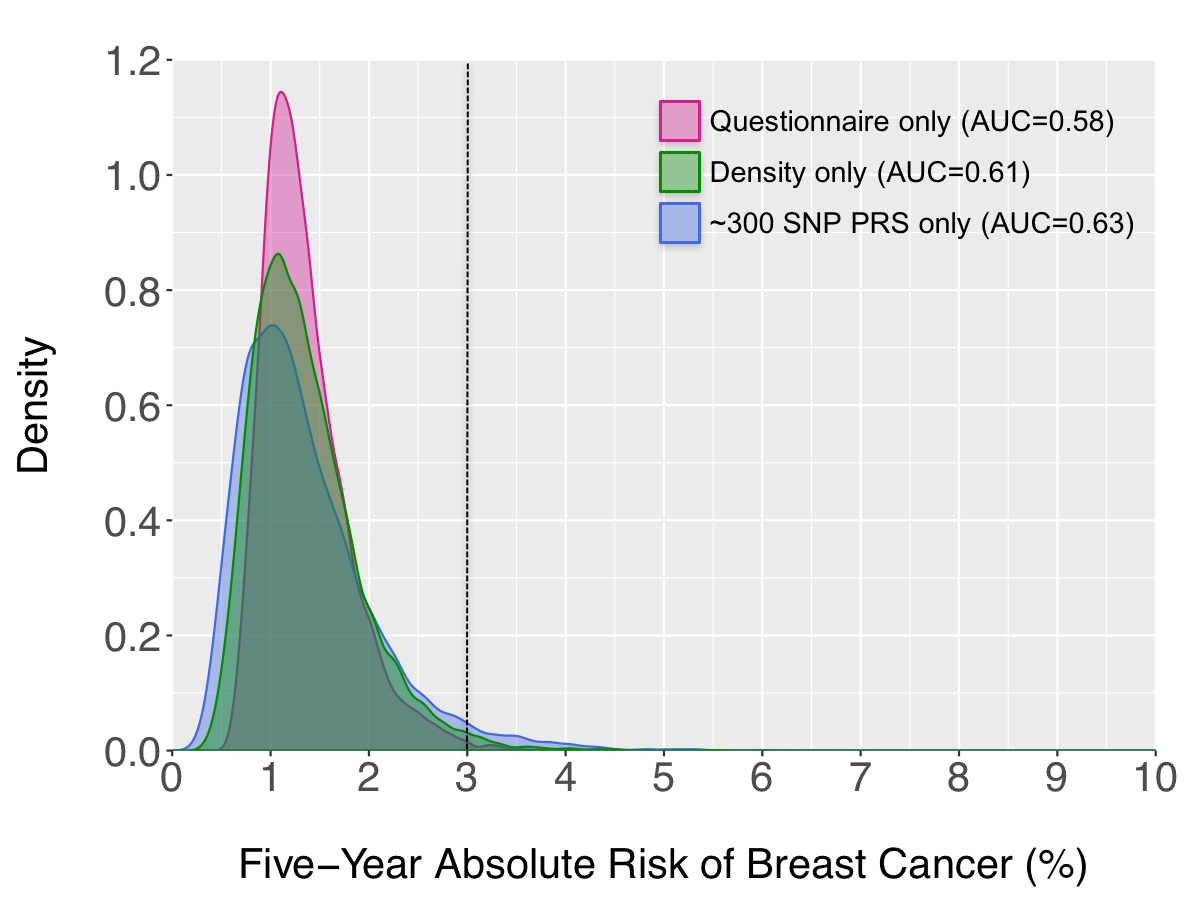 1.2
1.0
0.8
0.6
0.4
0.2
0.0
Density
Questionnaire only (AUC=0.58)
Density only (AUC=0.61)
~300 SNP PRS only (AUC=0.63)
0 1 2 3 4 5 6 7 8 9 10
Five−Year Absolute Risk of Breast Cancer (%)